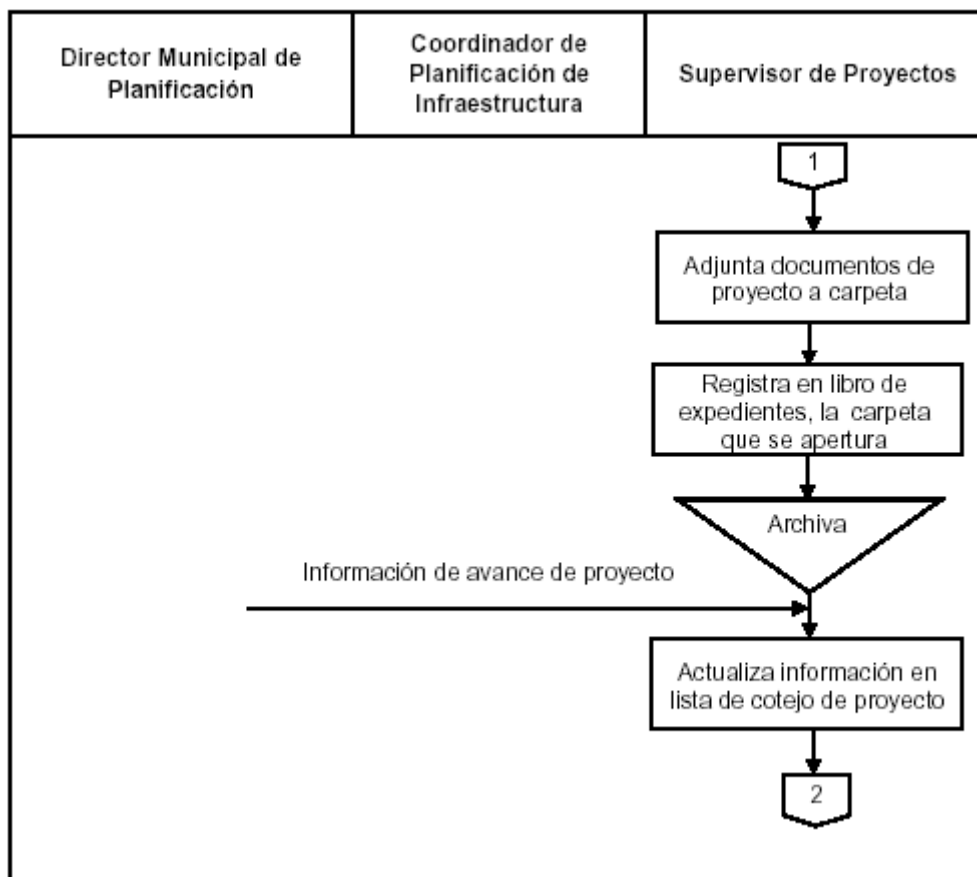 Director Municipal de
Planificación
Coordinador de
Planificación de
Infraestructura
Supervisor de Proyectos
1
Adjunta documentos de
proyecto a carpeta
Registra en libro de
expedientes, la carpeta
que se apertura
Archiva
Información de avance de proyecto
Actualiza información en
lista de cotejo de proyecto
2